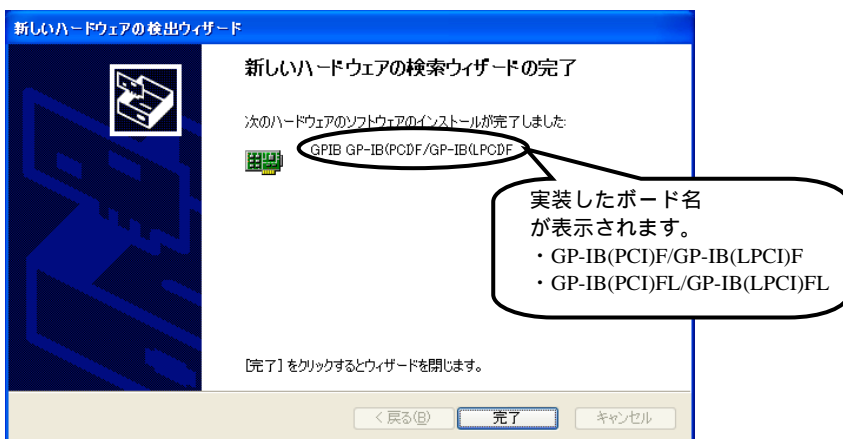 新しいハードウェアの検出ウィザード
新しいハードウェアの検索ウィザードの完了
次のハードウェアのソフトウェアのインストールが完了しました:
GPIB GP-IB(PCI)F/GP-IB(LPCI)F
実装したボード名
が表示されます。
・GP-IB(PCI)F/GP-IB(LPCI)F
・GP-IB(PCI)FL/GP-IB(LPCI)FL
[完了] をクリックするとウィザードを閉じます。
< 戻る(B) 完了 キャンセル